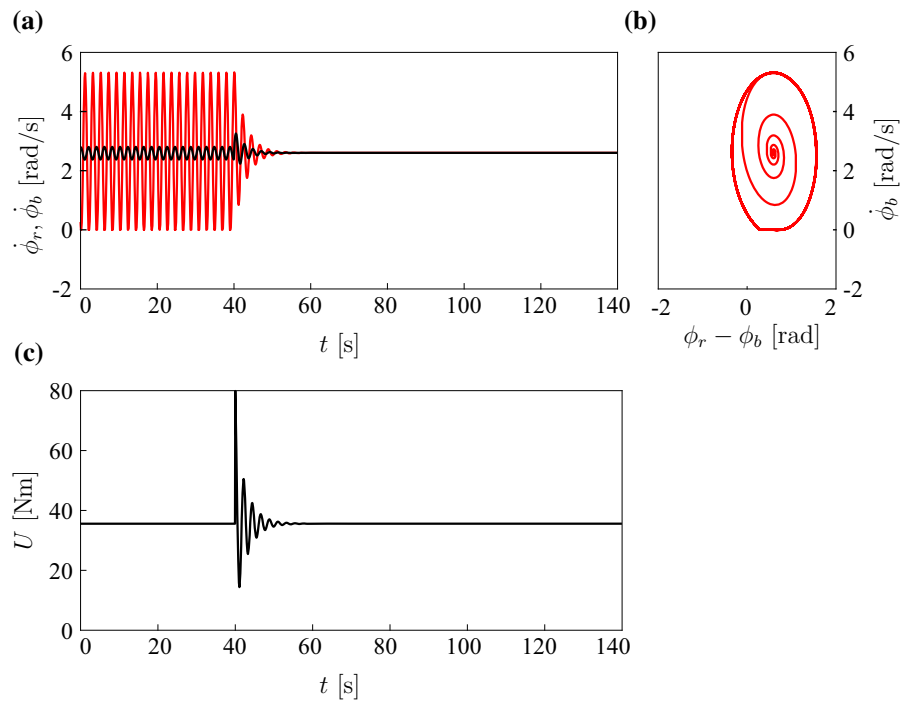 (a)
6
4
2
0
-2
0 20 40 60 80 100 120 140
t [s]
ϕ̇_r, ϕ̇_b [rad/s]
(b)
6
4
2
0
-2
-2 0 2
ϕ_r − ϕ_b [rad]
ϕ̇_b [rad/s]
(c)
80
60
40
20
0
0 20 40 60 80 100 120 140
t [s]
U [Nm]